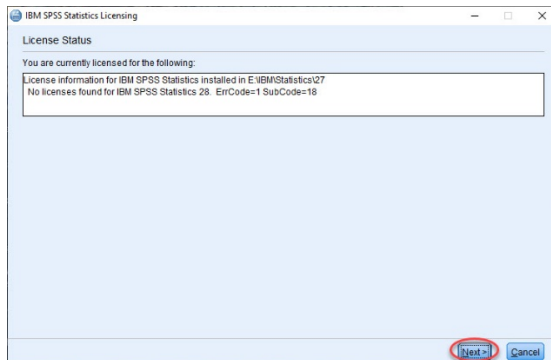 IBM SPSS Statistics Licensing
License Status
You are currently licensed for the following:
License information for IBM SPSS Statistics installed in E:\IBM\Statistics\27
No licenses found for IBM SPSS Statistics 28. ErrCode=1 SubCode=18
Next >
Cancel